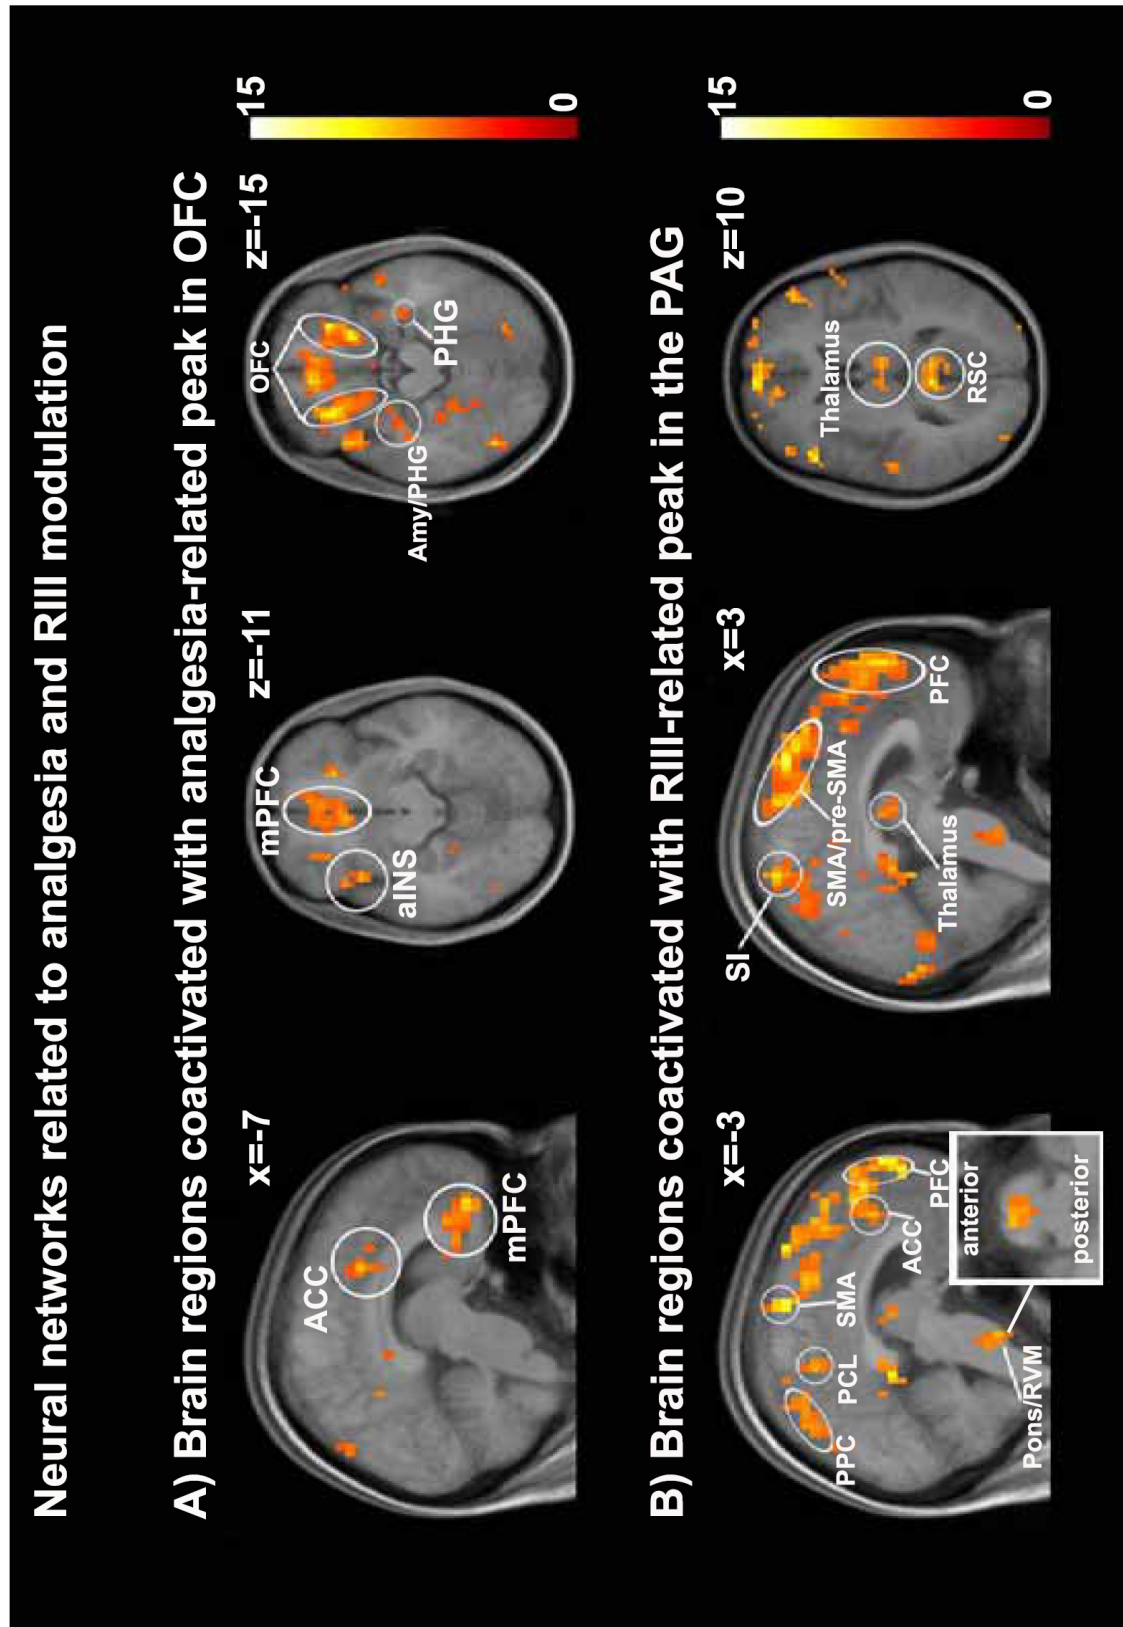 Neural networks related to analgesia and RIII modulation
A) Brain regions coactivated with analgesia-related peak in OFC
x=-7
z=-11
z=-15
ACC
mPFC
mPFC
aINS
OFC
Amy/PHG
PHG
15
0
B) Brain regions coactivated with RIII-related peak in the PAG
x=-3
x=3
z=10
PPC
PCL
SMA
ACC
PFC
Pons/RVM
anterior
posterior
SI
SMA/pre-SMA
Thalamus
PFC
Thalamus
RSC
15
0